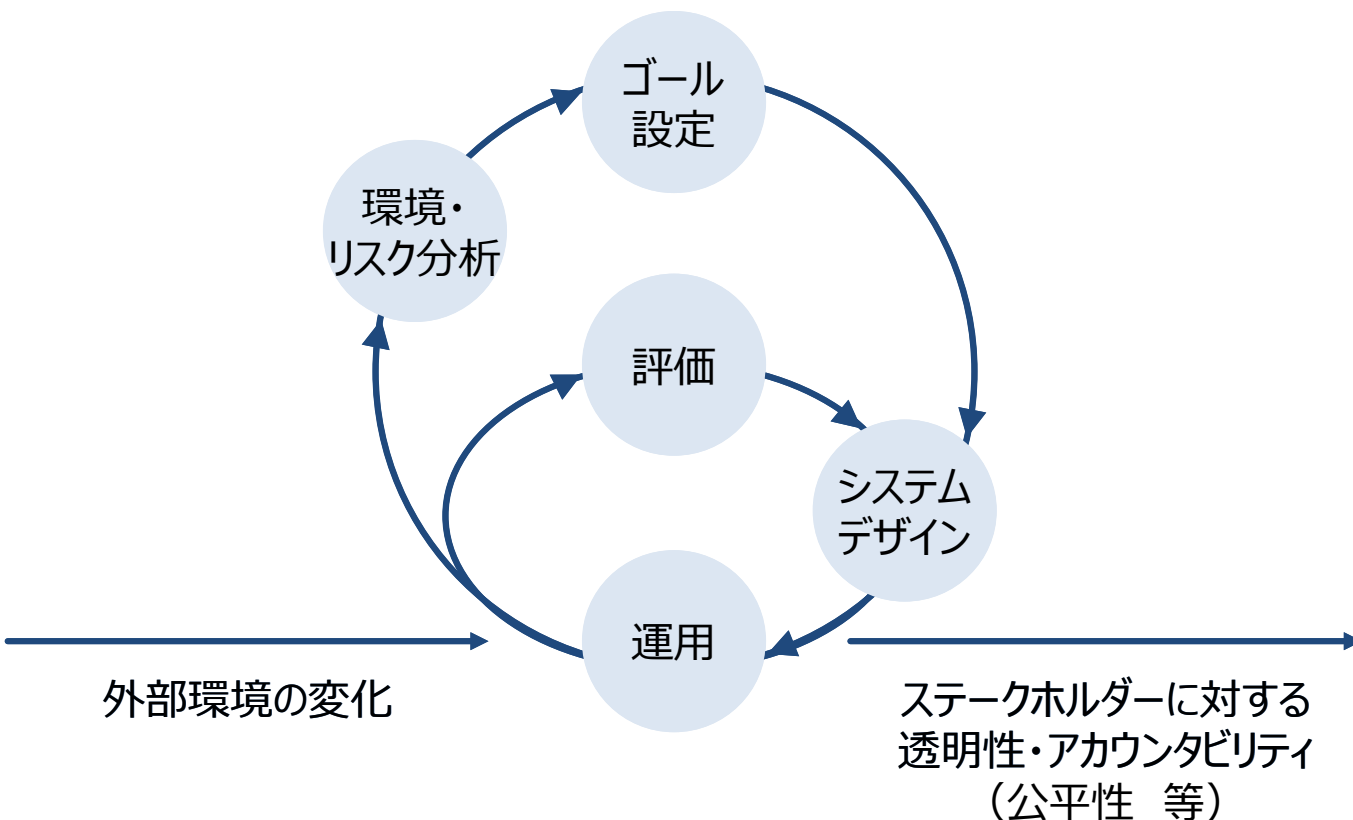 ゴール
設定
環境・
リスク分析
評価
システム
デザイン
運用
外部環境の変化
ステークホルダーに対する
透明性・アカウンタビリティ
（公平性　等）